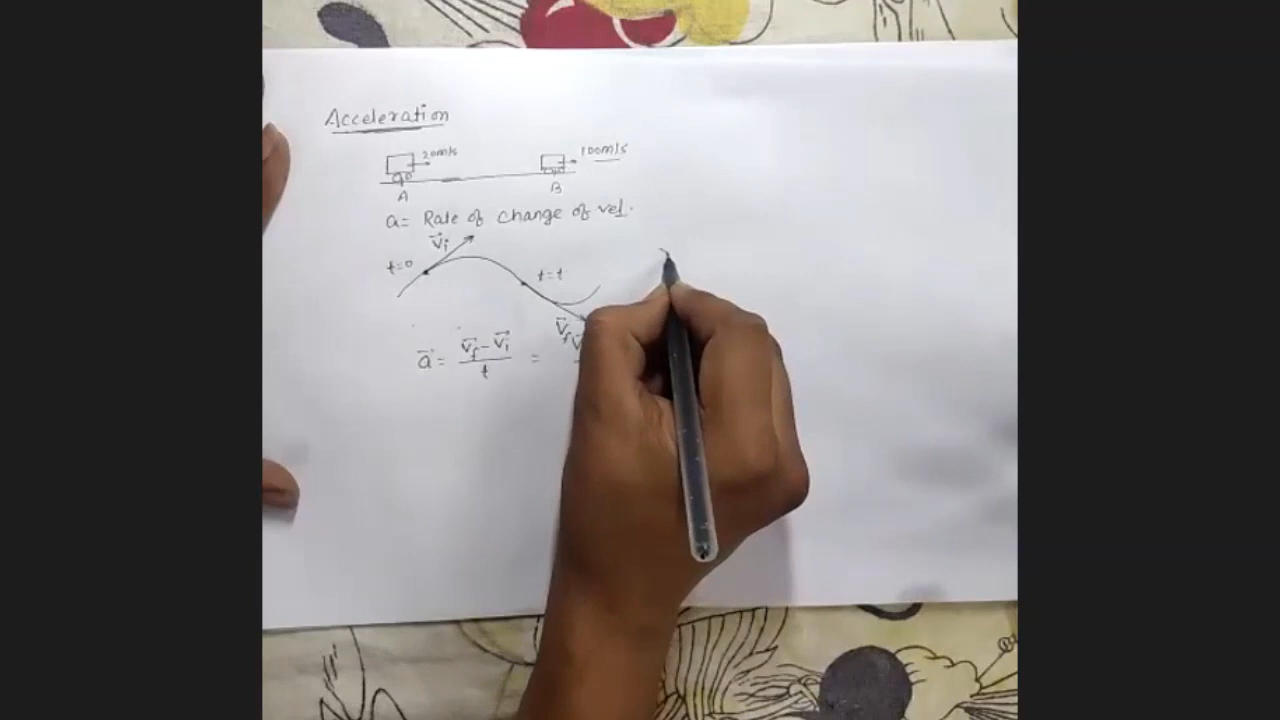 Acceleration
20m/s 100m/s
A B
a = Rate of change of vel.
v⃗i
t=0 t=t
v⃗f
a⃗ = (v⃗f - v⃗i)/t =